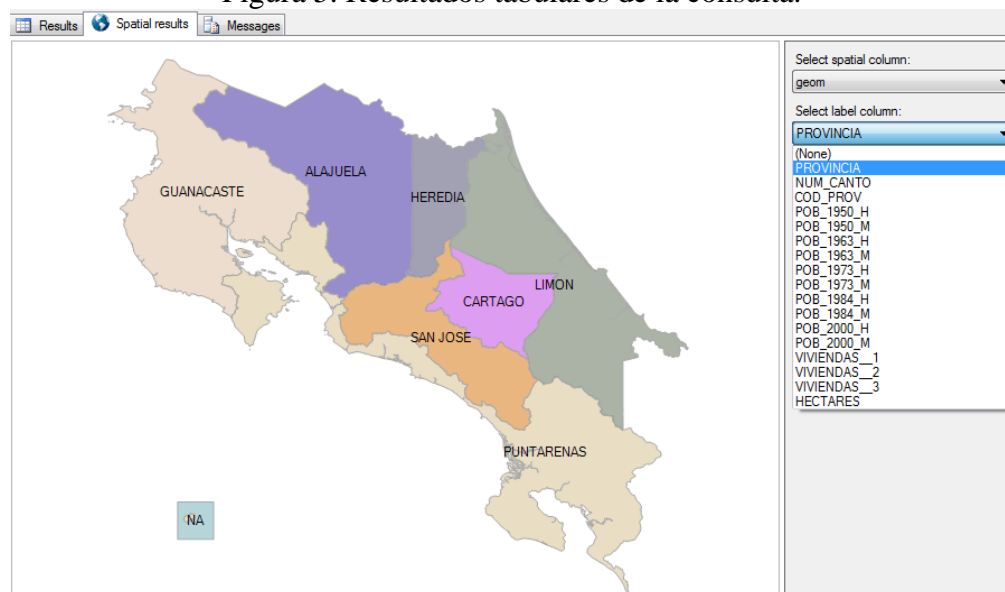 Figura 3. Resultados tabulares de la consulta.
Results Spatial results Messages
Select spatial column:
geom
Select label column:
PROVINCIA
(None)
PROVINCIA
NUM_CANTO
COD_PROV
POB_1950_H
POB_1950_M
POB_1963_H
POB_1963_M
POB_1973_H
POB_1973_M
POB_1984_H
POB_1984_M
POB_2000_H
POB_2000_M
VIVIENDAS__1
VIVIENDAS__2
VIVIENDAS__3
HECTARES
ALAJUELA
GUANACASTE
HEREDIA
LIMON
CARTAGO
SAN JOSE
PUNTARENAS
NA